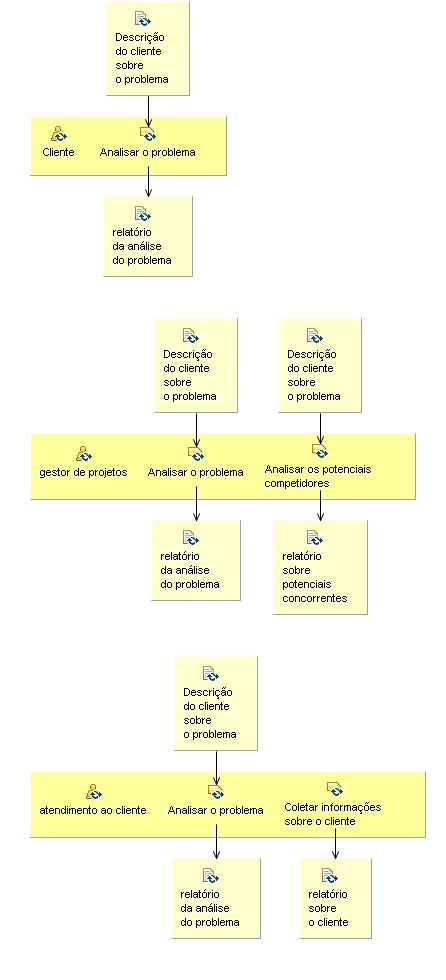 Descrição
do cliente
sobre
o problema
Cliente
Analisar o problema
relatório
da análise
do problema
Descrição
do cliente
sobre
o problema
Descrição
do cliente
sobre
o problema
gestor de projetos
Analisar o problema
Analisar os potenciais
competidores
relatório
da análise
do problema
relatório
sobre
potenciais
concorrentes
Descrição
do cliente
sobre
o problema
atendimento ao cliente
Analisar o problema
Coletar informações
sobre o cliente
relatório
da análise
do problema
relatório
sobre
o cliente